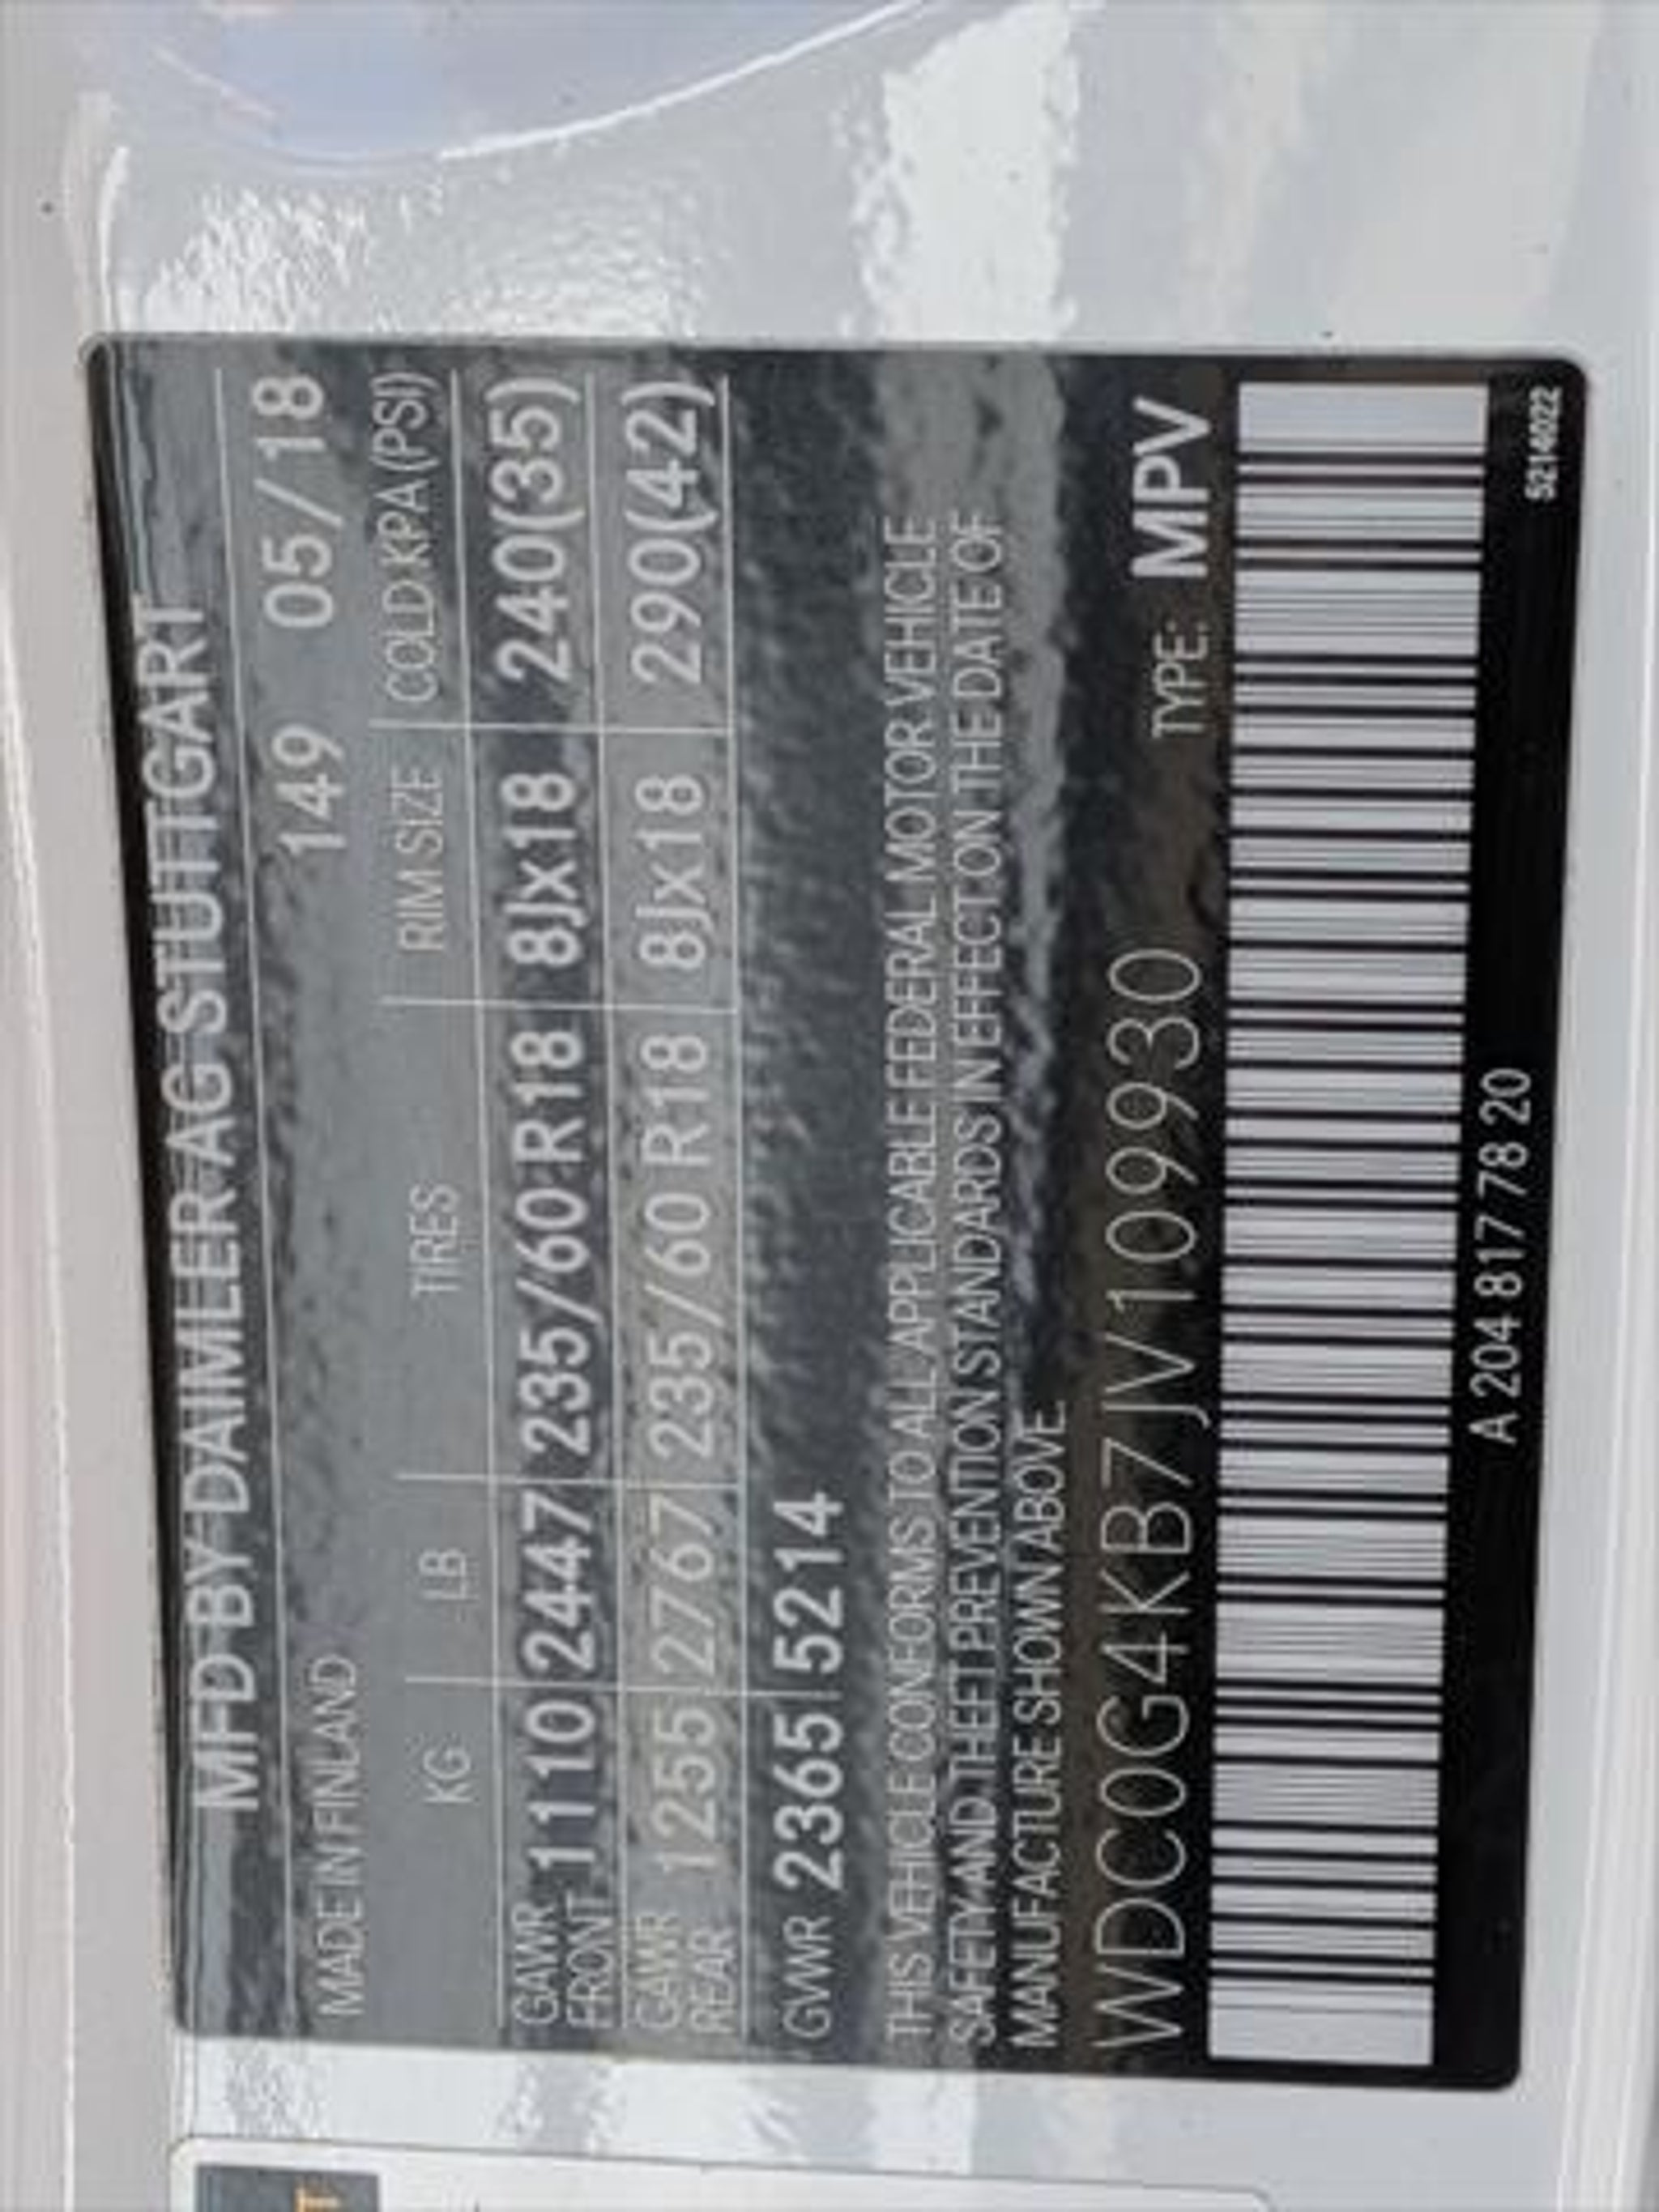 MFD BY DAIMLER AG STUTTGART
MADE IN FINLAND 149 05/18
KG LB TIRES RIM SIZE COLD KPA (PSI)
GAWR FRONT 1110 2447 235/60 R18 8Jx18 240(35)
GAWR REAR 1255 2767 235/60 R18 8Jx18 290(42)
GVWR 2365 5214
THIS VEHICLE CONFORMS TO ALL APPLICABLE FEDERAL MOTOR VEHICLE
SAFETY AND THEFT PREVENTION STANDARDS IN EFFECT ON THE DATE OF
MANUFACTURE SHOWN ABOVE.
WDC0G4KB7JV109930 TYPE: MPV
A 204 817 78 20
5214022
T